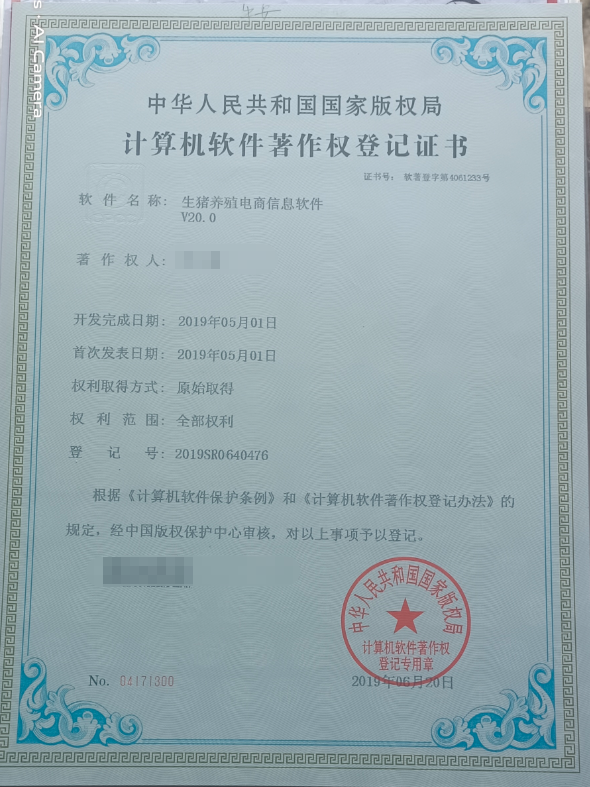 s AI Camera
中华人民共和国国家版权局
计算机软件著作权登记证书
证书号： 软著登字第4061233号
软件名称： 生猪养殖电商信息软件
V20.0
著作权人：
开发完成日期： 2019年05月01日
首次发表日期： 2019年05月01日
权利取得方式： 原始取得
权利范围： 全部权利
登记号： 2019SR0640476
根据《计算机软件保护条例》和《计算机软件著作权登记办法》的
规定，经中国版权保护中心审核，对以上事项予以登记。
中华人民共和国国家版权局
计算机软件著作权
登记专用章
No. 04171300
2019年06月20日